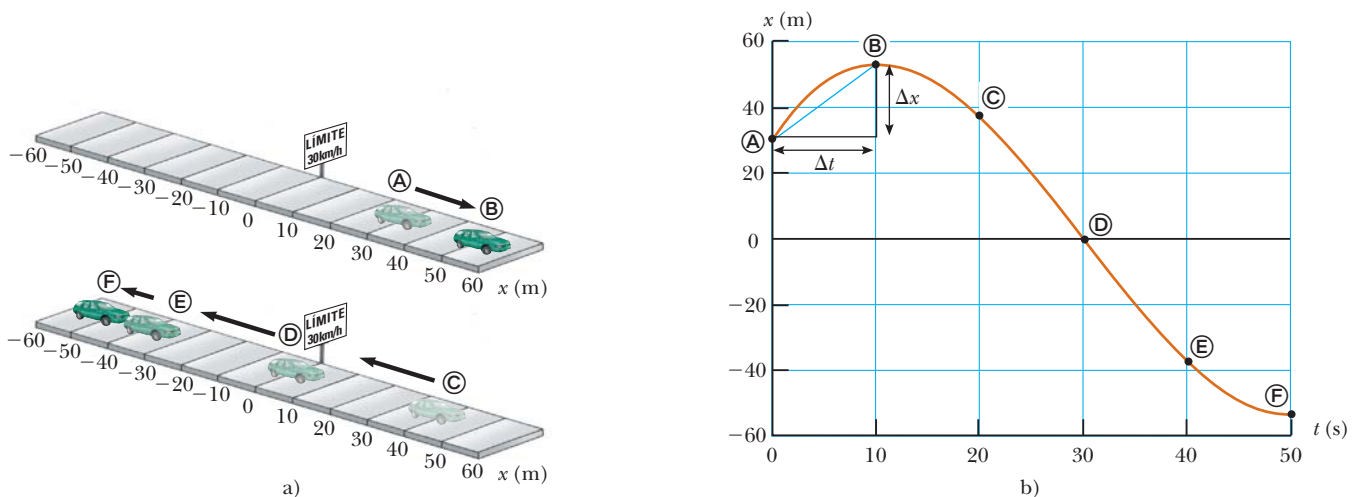 LÍMITE
30km/h
Ⓐ
Ⓑ
−60 −50 −40 −30 −20 −10 0 10 20 30 40 50 60 x (m)
Ⓕ
Ⓔ
Ⓓ
LÍMITE
30km/h
Ⓒ
−60 −50 −40 −30 −20 −10 0 10 20 30 40 50 60 x (m)
a)
x (m)
60
Ⓑ
Δx
Ⓒ
40
Ⓐ
Δt
20
Ⓓ
0
−20
Ⓔ
−40
Ⓕ
−60
t (s)
0 10 20 30 40 50
b)